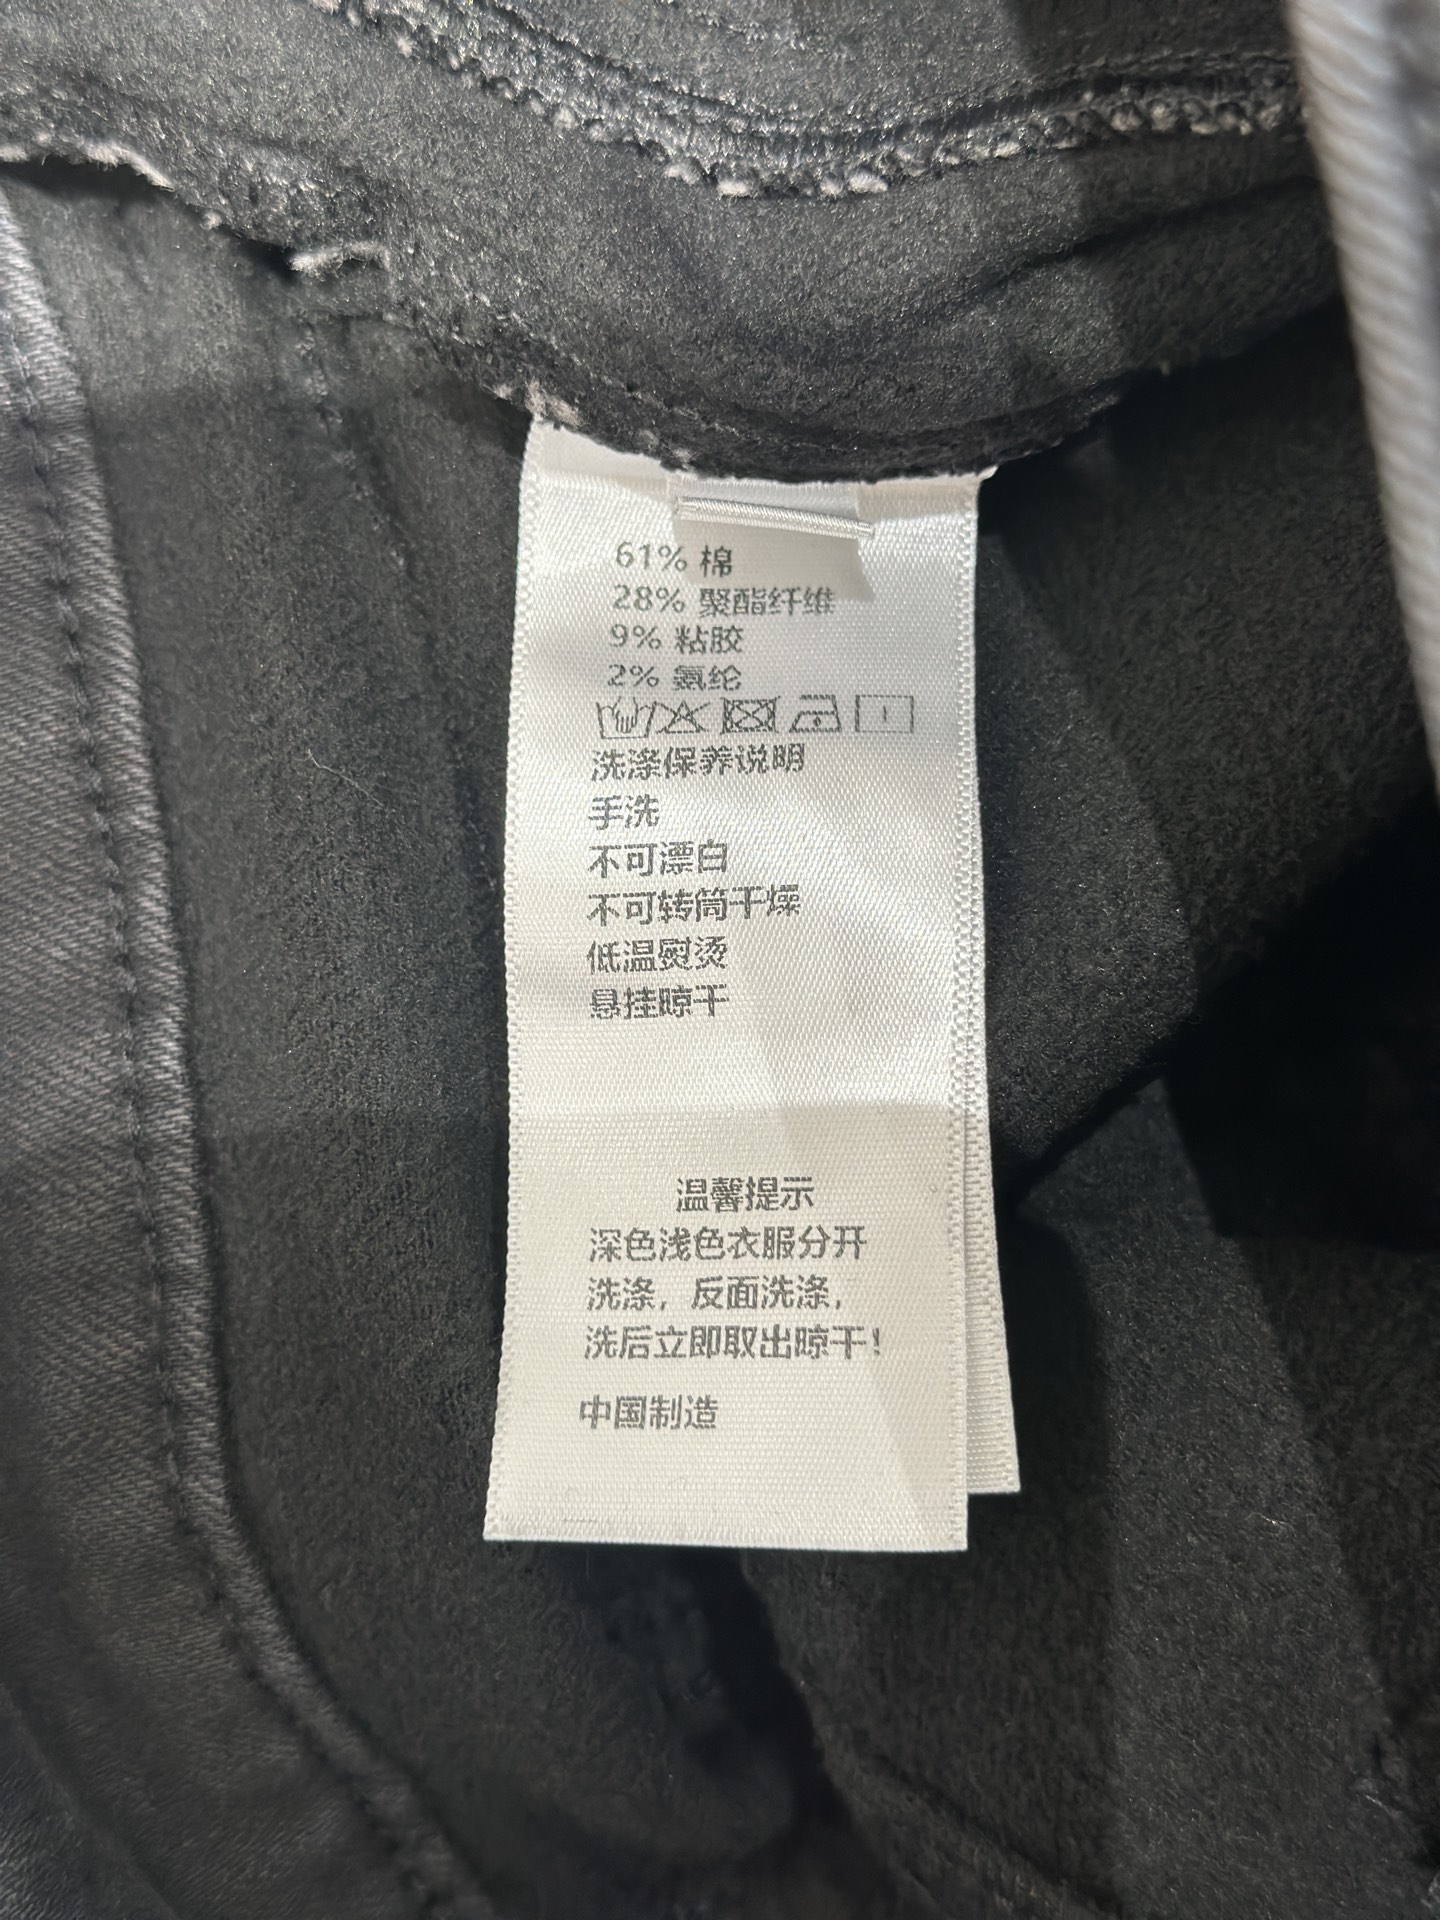 61% 棉
28% 聚酯纤维
9% 粘胶
2% 氨纶
洗涤保养说明
手洗
不可漂白
不可转筒干燥
低温熨烫
悬挂晾干
温馨提示
深色浅色衣服分开
洗涤，反面洗涤，
洗后立即取出晾干！
中国制造